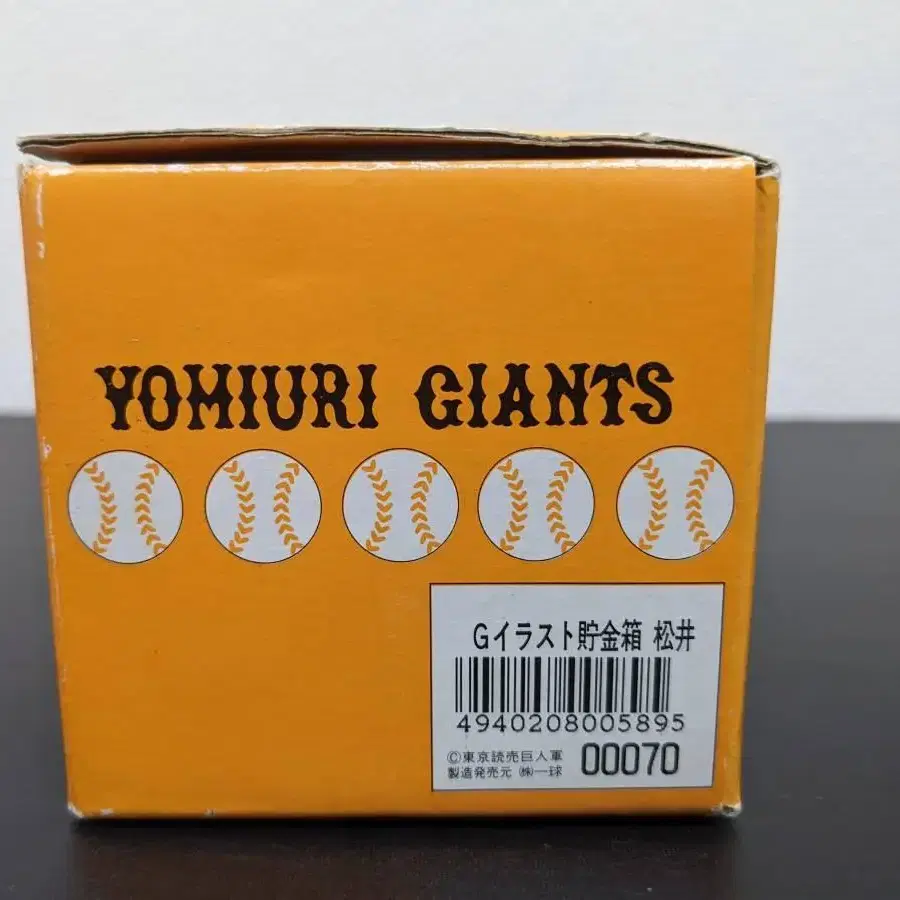 YOMIURI GIANTS
Gイラスト貯金箱 松井
4940208005895
©東京読売巨人軍
製造発売元 ㈱一球 00070